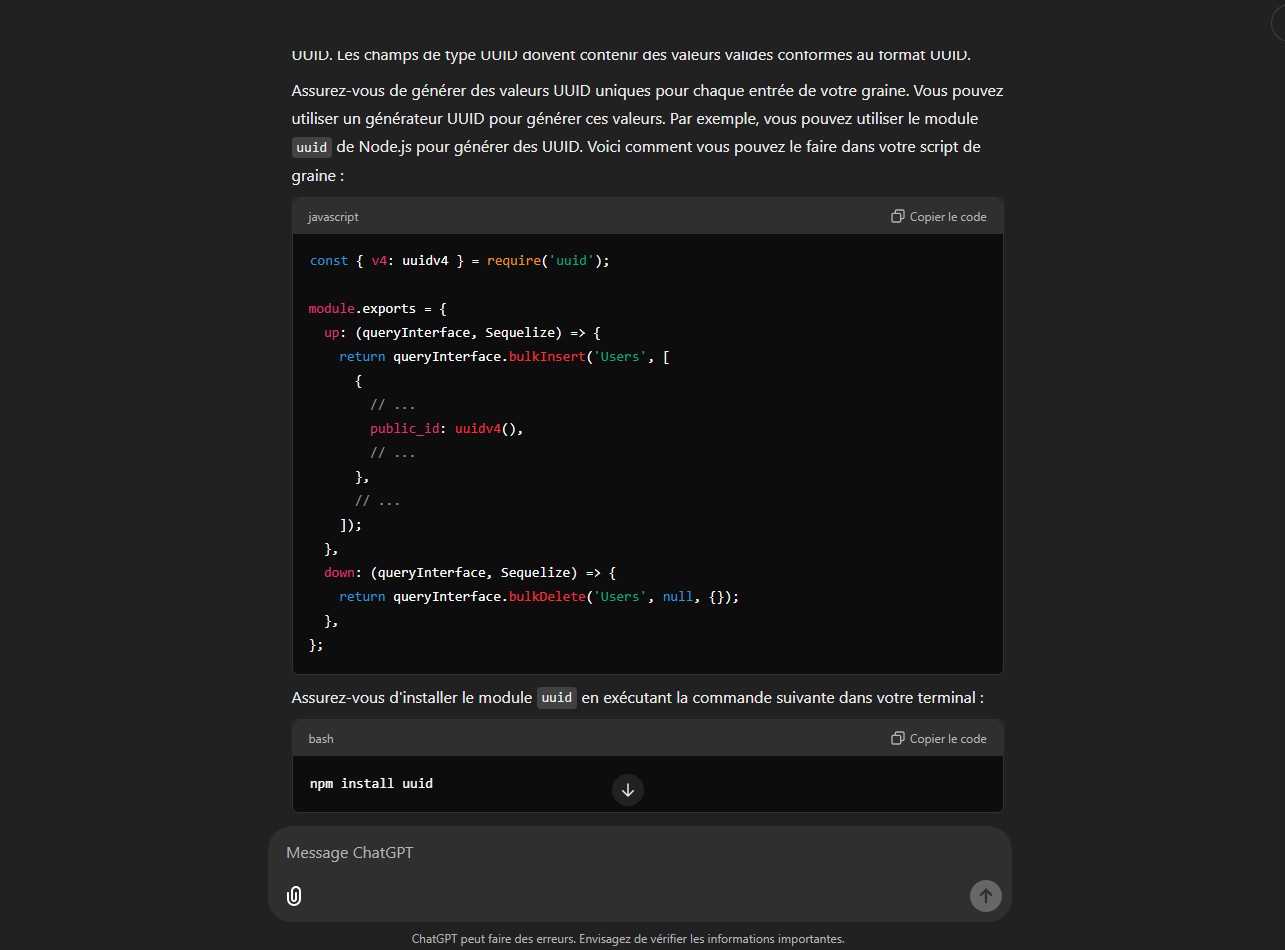 UUID. Les champs de type UUID doivent contenir des valeurs valides conformes au format UUID.
Assurez-vous de générer des valeurs UUID uniques pour chaque entrée de votre graine. Vous pouvez
utiliser un générateur UUID pour générer ces valeurs. Par exemple, vous pouvez utiliser le module
uuid de Node.js pour générer des UUID. Voici comment vous pouvez le faire dans votre script de
graine :
javascript Copier le code
const { v4: uuidv4 } = require('uuid');
module.exports = {
  up: (queryInterface, Sequelize) => {
    return queryInterface.bulkInsert('Users', [
      {
        // ...
        public_id: uuidv4(),
        // ...
      },
      // ...
    ]);
  },
  down: (queryInterface, Sequelize) => {
    return queryInterface.bulkDelete('Users', null, {});
  },
};
Assurez-vous d'installer le module uuid en exécutant la commande suivante dans votre terminal :
bash Copier le code
npm install uuid
Message ChatGPT
ChatGPT peut faire des erreurs. Envisagez de vérifier les informations importantes.